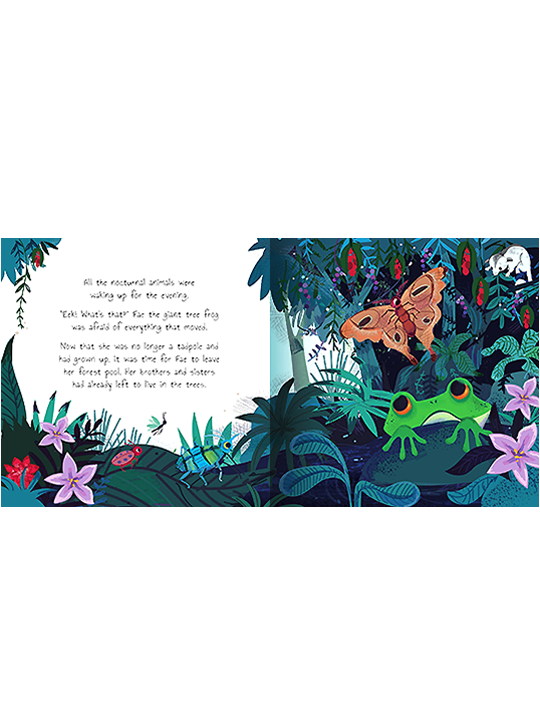 All the nocturnal animals were
waking up for the evening.
"Eek! What's that?" Fae the giant tree frog
was afraid of everything that moved.
Now that she was no longer a tadpole and
had grown up, it was time for Fae to leave
her forest pool. Her brothers and sisters
had already left to live in the trees.